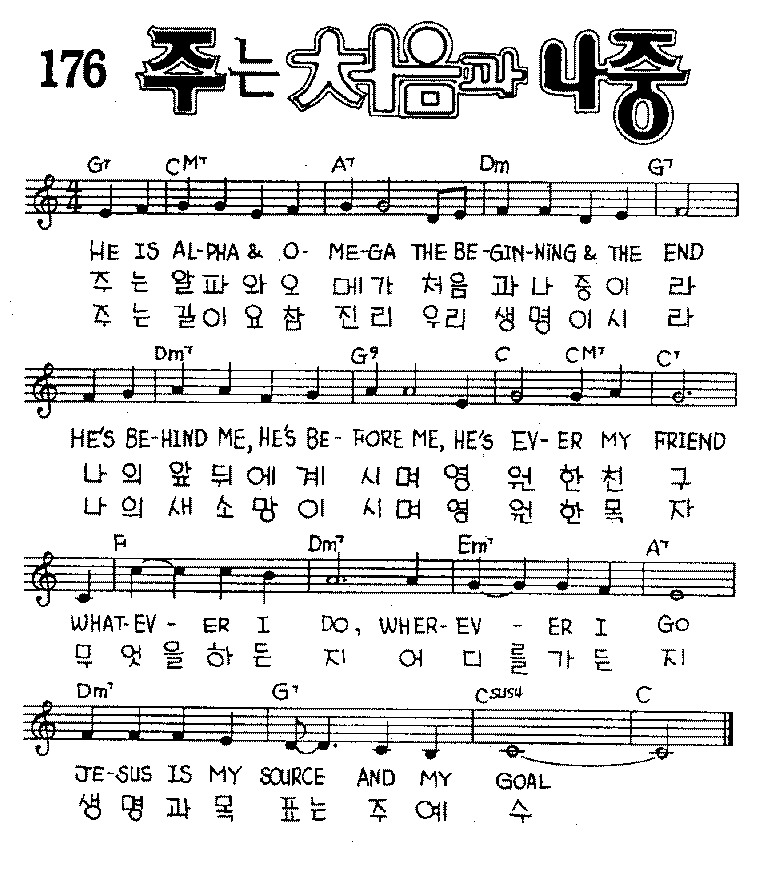 176 주는 처음과 나중
G7 CM7 A7 Dm G7
HE IS AL-PHA & O- ME-GA THE BE-GIN-NING & THE END
주 는 알 파 와 오 메 가 처 음 과 나 중 이 라
주 는 길 이 요 참 진 리 우 리 생 명 이 시 라
Dm7 G9 C CM7 C7
HE'S BE-HIND ME, HE'S BE- FORE ME, HE'S EV-ER MY FRIEND
나 의 앞 뒤 에 계 시 며 영 원 한 친 구
나 의 새 소 망 이 시 며 영 원 한 목 자
F Dm7 Em7 A7
WHAT-EV - ER I DO, WHER-EV - ER I GO
무 엇 을 하 든 지 어 디 를 가 든 지
Dm7 G7 Csus4 C
JE-SUS IS MY SOURCE AND MY GOAL
생 명 과 목 표 는 주 예 수